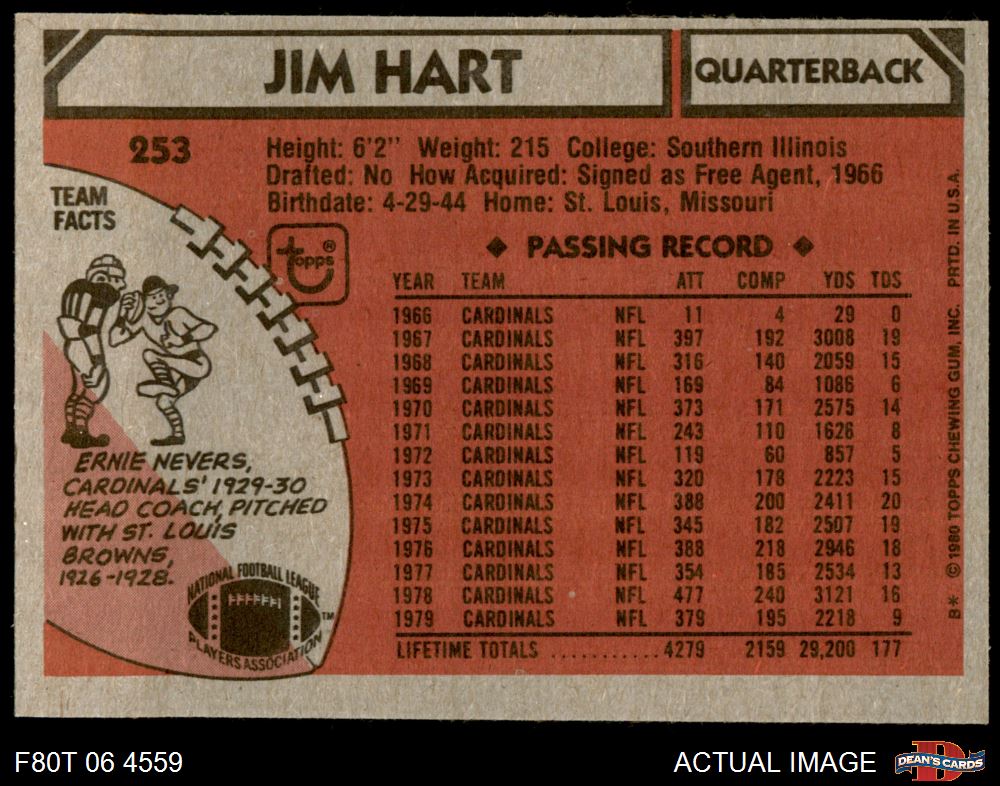 JIM HART
QUARTERBACK
253
Height: 6'2" Weight: 215 College: Southern Illinois
Drafted: No How Acquired: Signed as Free Agent, 1966
Birthdate: 4-29-44 Home: St. Louis, Missouri
TEAM
FACTS
topps ®
◆ PASSING RECORD ◆
YEAR TEAM ATT COMP YDS TDS
1966 CARDINALS NFL 11 4 29 0
1967 CARDINALS NFL 397 192 3008 19
1968 CARDINALS NFL 316 140 2059 15
1969 CARDINALS NFL 169 84 1086 6
1970 CARDINALS NFL 373 171 2575 14
1971 CARDINALS NFL 243 110 1626 8
1972 CARDINALS NFL 119 60 857 5
1973 CARDINALS NFL 320 178 2223 15
1974 CARDINALS NFL 388 200 2411 20
1975 CARDINALS NFL 345 182 2507 19
1976 CARDINALS NFL 388 218 2946 18
1977 CARDINALS NFL 354 185 2534 13
1978 CARDINALS NFL 477 240 3121 16
1979 CARDINALS NFL 379 195 2218 9
LIFETIME TOTALS ........... 4279 2159 29,200 177
ERNIE NEVERS,
CARDINALS' 1929-30
HEAD COACH, PITCHED
WITH ST. LOUIS
BROWNS,
1926-1928.
NATIONAL FOOTBALL LEAGUE
PLAYERS ASSOCIATION
TM
B* © 1980 TOPPS CHEWING GUM, INC. PRTD. IN U.S.A.
F80T 06 4559
ACTUAL IMAGE
D
DEAN'S CARDS